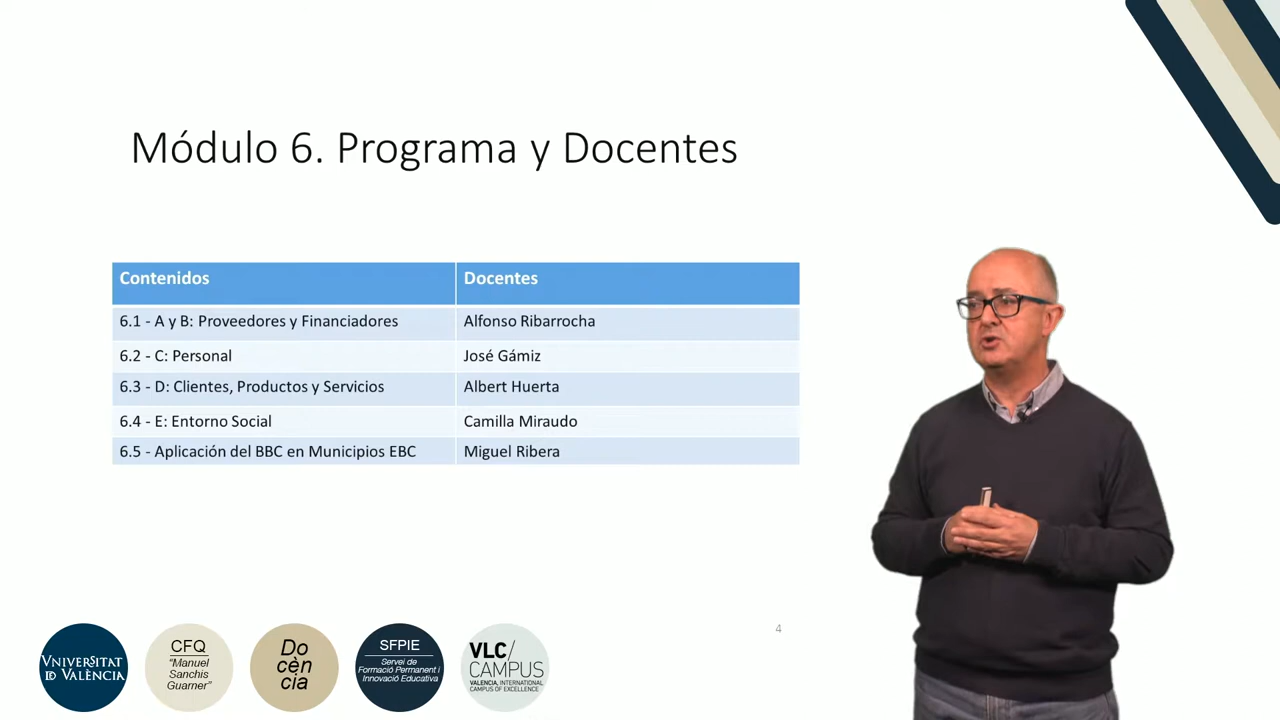 Módulo 6. Programa y Docentes
Contenidos Docentes
6.1 - A y B: Proveedores y Financiadores Alfonso Ribarrocha
6.2 - C: Personal José Gámiz
6.3 - D: Clientes, Productos y Servicios Albert Huerta
6.4 - E: Entorno Social Camilla Miraudo
6.5 - Aplicación del BBC en Municipios EBC Miguel Ribera
4
VNIVERSITAT
ID VALÈNCIA
CFQ
"Manuel
Sanchis
Guarner"
Do
cèn
cia
SFPIE
Servei de
Formació Permanent i
Innovació Educativa
VLC/
CAMPUS
VALENCIA, INTERNATIONAL
CAMPUS OF EXCELLENCE